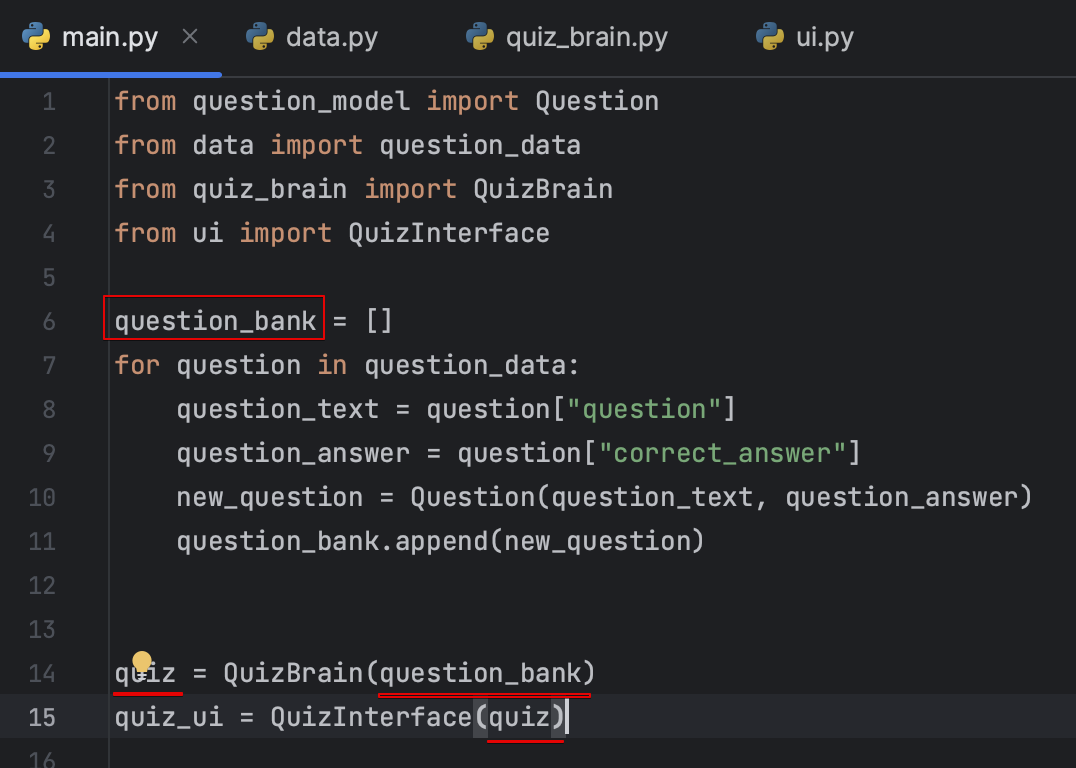 main.py × data.py quiz_brain.py ui.py
1 from question_model import Question
2 from data import question_data
3 from quiz_brain import QuizBrain
4 from ui import QuizInterface
5
6 question_bank = []
7 for question in question_data:
8     question_text = question["question"]
9     question_answer = question["correct_answer"]
10     new_question = Question(question_text, question_answer)
11     question_bank.append(new_question)
12
13
14 quiz = QuizBrain(question_bank)
15 quiz_ui = QuizInterface(quiz)
16